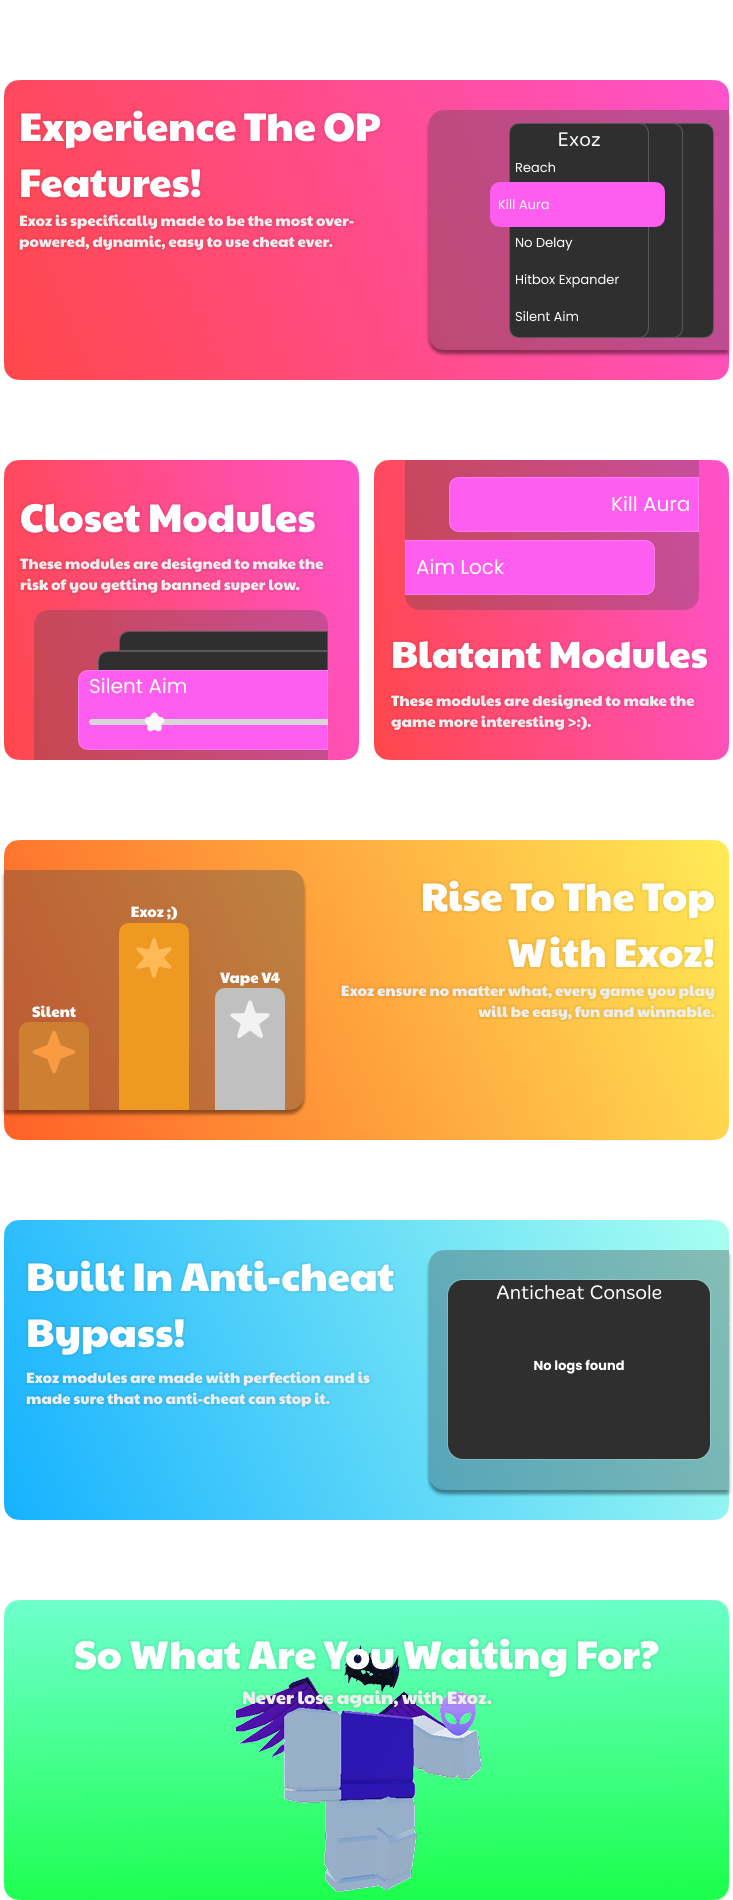 Experience The OP
Features!
Exoz is specifically made to be the most over-
powered, dynamic, easy to use cheat ever.
Exoz
Reach
Kill Aura
No Delay
Hitbox Expander
Silent Aim
Closet Modules
These modules are designed to make the
risk of you getting banned super low.
Silent Aim
Kill Aura
Aim Lock
Blatant Modules
These modules are designed to make the
game more interesting >:).
Silent
Exoz ;)
Vape V4
Rise To The Top
With Exoz!
Exoz ensure no matter what, every game you play
will be easy, fun and winnable.
Built In Anti-cheat
Bypass!
Exoz modules are made with perfection and is
made sure that no anti-cheat can stop it.
Anticheat Console
No logs found
So What Are You Waiting For?
Never lose again, with Exoz.